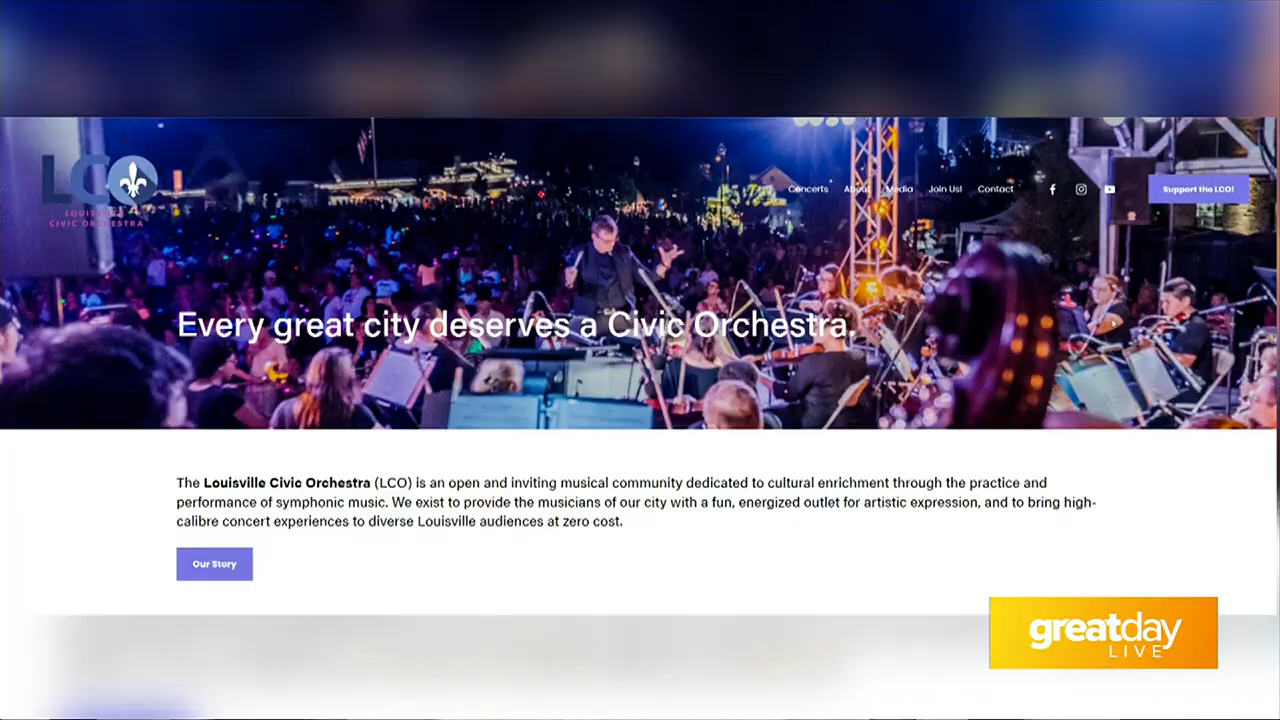 LCO
LOUISVILLE
CIVIC ORCHESTRA
Concerts About Media Join Us! Contact Support the LCO!
Every great city deserves a Civic Orchestra.
The Louisville Civic Orchestra (LCO) is an open and inviting musical community dedicated to cultural enrichment through the practice and
performance of symphonic music. We exist to provide the musicians of our city with a fun, energized outlet for artistic expression, and to bring high-
calibre concert experiences to diverse Louisville audiences at zero cost.
Our Story
greatday
LIVE